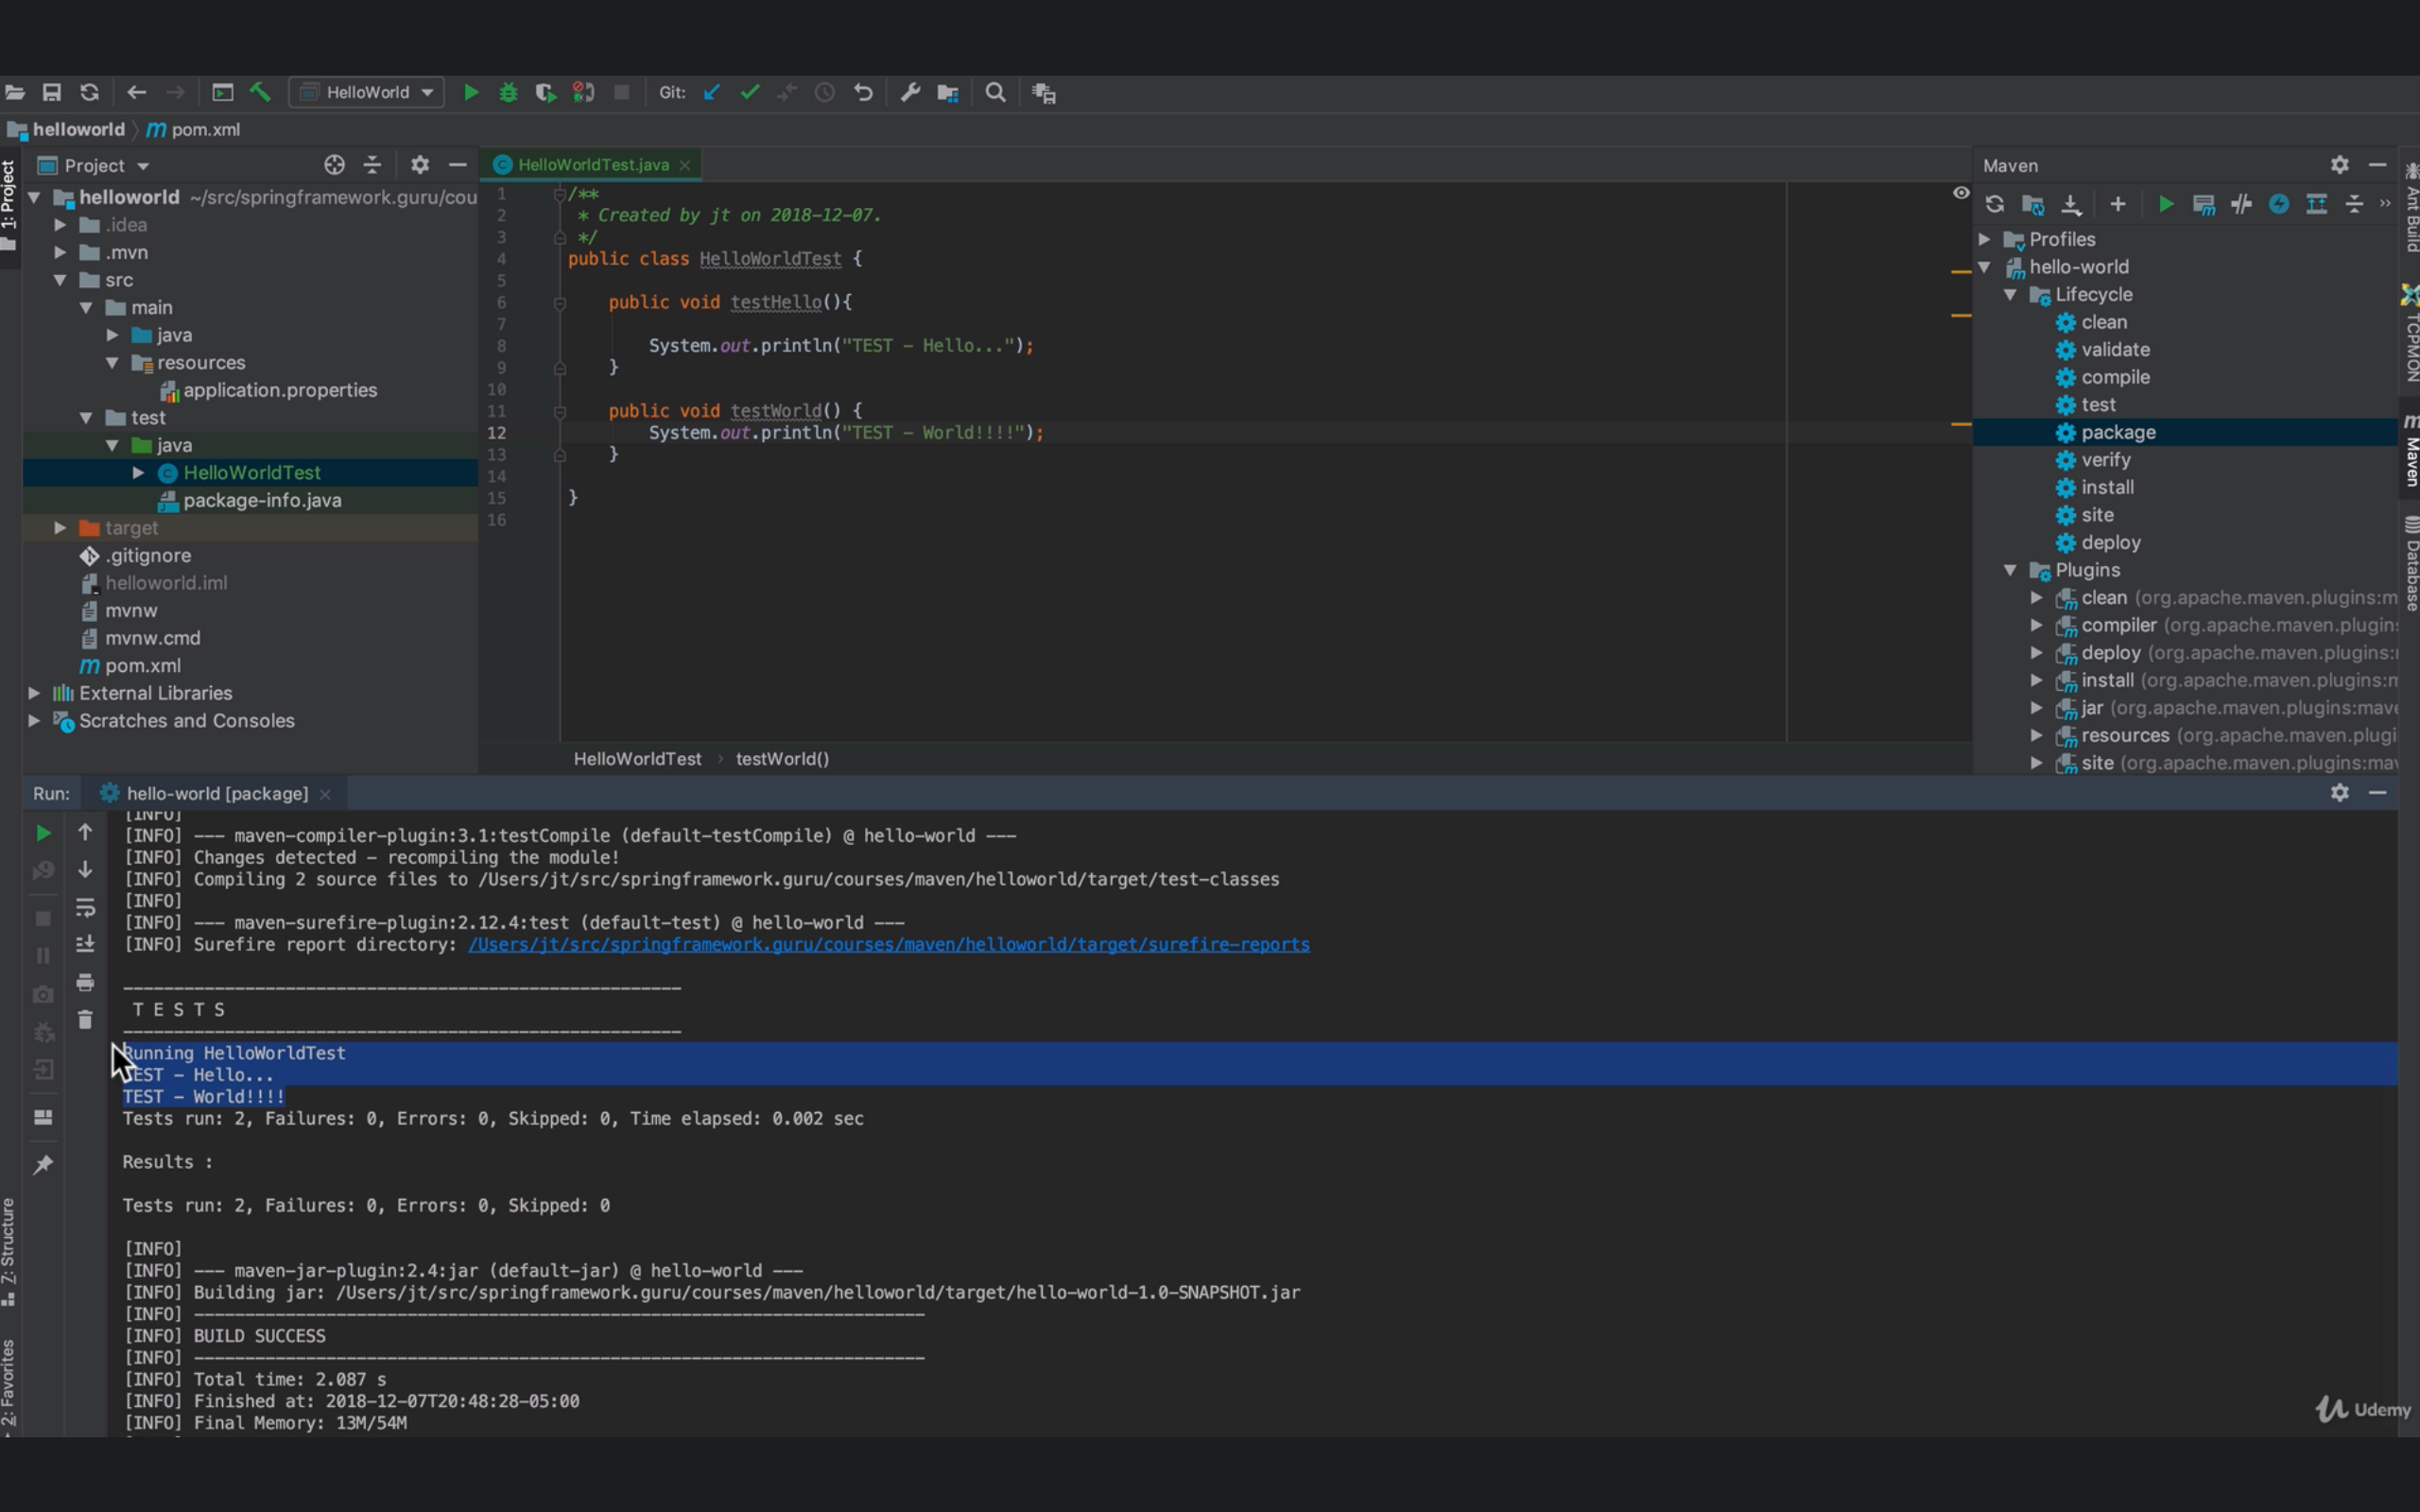 HelloWorld
Git:
helloworld
pom.xml
1: Project
Project
helloworld ~/src/springframework.guru/cou
.idea
.mvn
src
main
java
resources
application.properties
test
java
HelloWorldTest
package-info.java
target
.gitignore
helloworld.iml
mvnw
mvnw.cmd
pom.xml
External Libraries
Scratches and Consoles
HelloWorldTest.java
1 /**
2 * Created by jt on 2018-12-07.
3 */
4 public class HelloWorldTest {
5
6 public void testHello(){
7
8 System.out.println("TEST - Hello...");
9 }
10
11 public void testWorld() {
12 System.out.println("TEST - World!!!!");
13 }
14
15 }
16
HelloWorldTest › testWorld()
Maven
Profiles
hello-world
Lifecycle
clean
validate
compile
test
package
verify
install
site
deploy
Plugins
clean (org.apache.maven.plugins:m
compiler (org.apache.maven.plugins
deploy (org.apache.maven.plugins:
install (org.apache.maven.plugins:m
jar (org.apache.maven.plugins:mave
resources (org.apache.maven.plugi
site (org.apache.maven.plugins:mav
Ant Build
TCPMON
Maven
Database
Run: hello-world [package]
[INFO]
[INFO] --- maven-compiler-plugin:3.1:testCompile (default-testCompile) @ hello-world ---
[INFO] Changes detected - recompiling the module!
[INFO] Compiling 2 source files to /Users/jt/src/springframework.guru/courses/maven/helloworld/target/test-classes
[INFO]
[INFO] --- maven-surefire-plugin:2.12.4:test (default-test) @ hello-world ---
[INFO] Surefire report directory: /Users/jt/src/springframework.guru/courses/maven/helloworld/target/surefire-reports
-------------------------------------------------------
T E S T S
-------------------------------------------------------
Running HelloWorldTest
TEST - Hello...
TEST - World!!!!
Tests run: 2, Failures: 0, Errors: 0, Skipped: 0, Time elapsed: 0.002 sec
Results :
Tests run: 2, Failures: 0, Errors: 0, Skipped: 0
[INFO]
[INFO] --- maven-jar-plugin:2.4:jar (default-jar) @ hello-world ---
[INFO] Building jar: /Users/jt/src/springframework.guru/courses/maven/helloworld/target/hello-world-1.0-SNAPSHOT.jar
[INFO] ------------------------------------------------------------------------
[INFO] BUILD SUCCESS
[INFO] ------------------------------------------------------------------------
[INFO] Total time: 2.087 s
[INFO] Finished at: 2018-12-07T20:48:28-05:00
[INFO] Final Memory: 13M/54M
Z: Structure
2: Favorites
Udemy